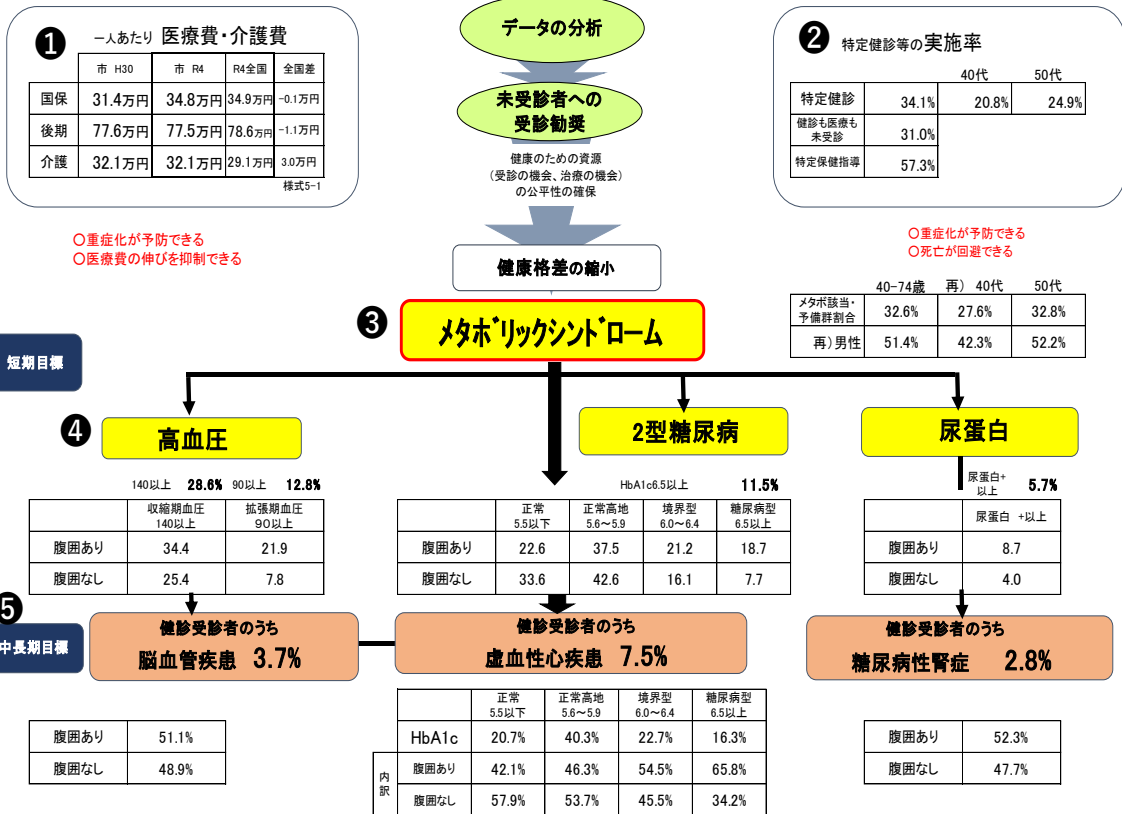 ❶ 一人あたり 医療費・介護費
市 H30 市 R4 R4全国 全国差
国保 31.4万円 34.8万円 34.9万円 -0.1万円
後期 77.6万円 77.5万円 78.6万円 -1.1万円
介護 32.1万円 32.1万円 29.1万円 3.0万円
様式5-1
〇重症化が予防できる
〇医療費の伸びを抑制できる
データの分析
未受診者への
受診勧奨
健康のための資源
(受診の機会、治療の機会)
の公平性の確保
健康格差の縮小
❷ 特定健診等の実施率
40代 50代
特定健診 34.1% 20.8% 24.9%
健診も医療も
未受診 31.0%
特定保健指導 57.3%
〇重症化が予防できる
〇死亡が回避できる
40-74歳 再) 40代 50代
メタボ該当・
予備群割合 32.6% 27.6% 32.8%
再)男性 51.4% 42.3% 52.2%
❸ メタボリックシンドローム
短期目標
❹ 高血圧
2型糖尿病
尿蛋白
140以上 28.6% 90以上 12.8%
収縮期血圧
140以上
拡張期血圧
90以上
腹囲あり 34.4 21.9
腹囲なし 25.4 7.8
HbA1c6.5以上 11.5%
正常
5.5以下
正常高地
5.6～5.9
境界型
6.0～6.4
糖尿病型
6.5以上
腹囲あり 22.6 37.5 21.2 18.7
腹囲なし 33.6 42.6 16.1 7.7
尿蛋白+
以上 5.7%
尿蛋白 +以上
腹囲あり 8.7
腹囲なし 4.0
❺
中長期目標
健診受診者のうち
脳血管疾患 3.7%
健診受診者のうち
虚血性心疾患 7.5%
健診受診者のうち
糖尿病性腎症 2.8%
腹囲あり 51.1%
腹囲なし 48.9%
正常
5.5以下
正常高地
5.6～5.9
境界型
6.0～6.4
糖尿病型
6.5以上
HbA1c 20.7% 40.3% 22.7% 16.3%
内訳
腹囲あり 42.1% 46.3% 54.5% 65.8%
腹囲なし 57.9% 53.7% 45.5% 34.2%
腹囲あり 52.3%
腹囲なし 47.7%